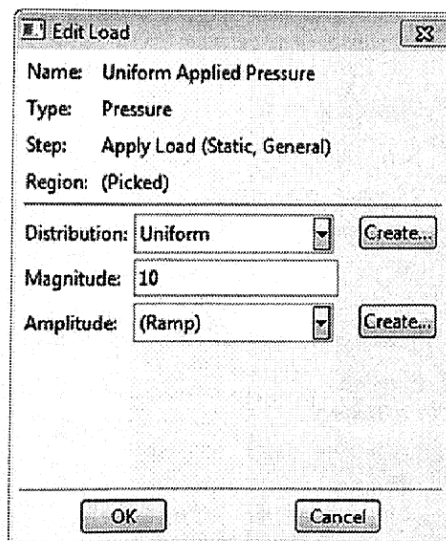 Edit Load
Name: Uniform Applied Pressure
Type: Pressure
Step: Apply Load (Static, General)
Region: (Picked)
Distribution: Uniform Create...
Magnitude: 10
Amplitude: (Ramp) Create...
OK Cancel